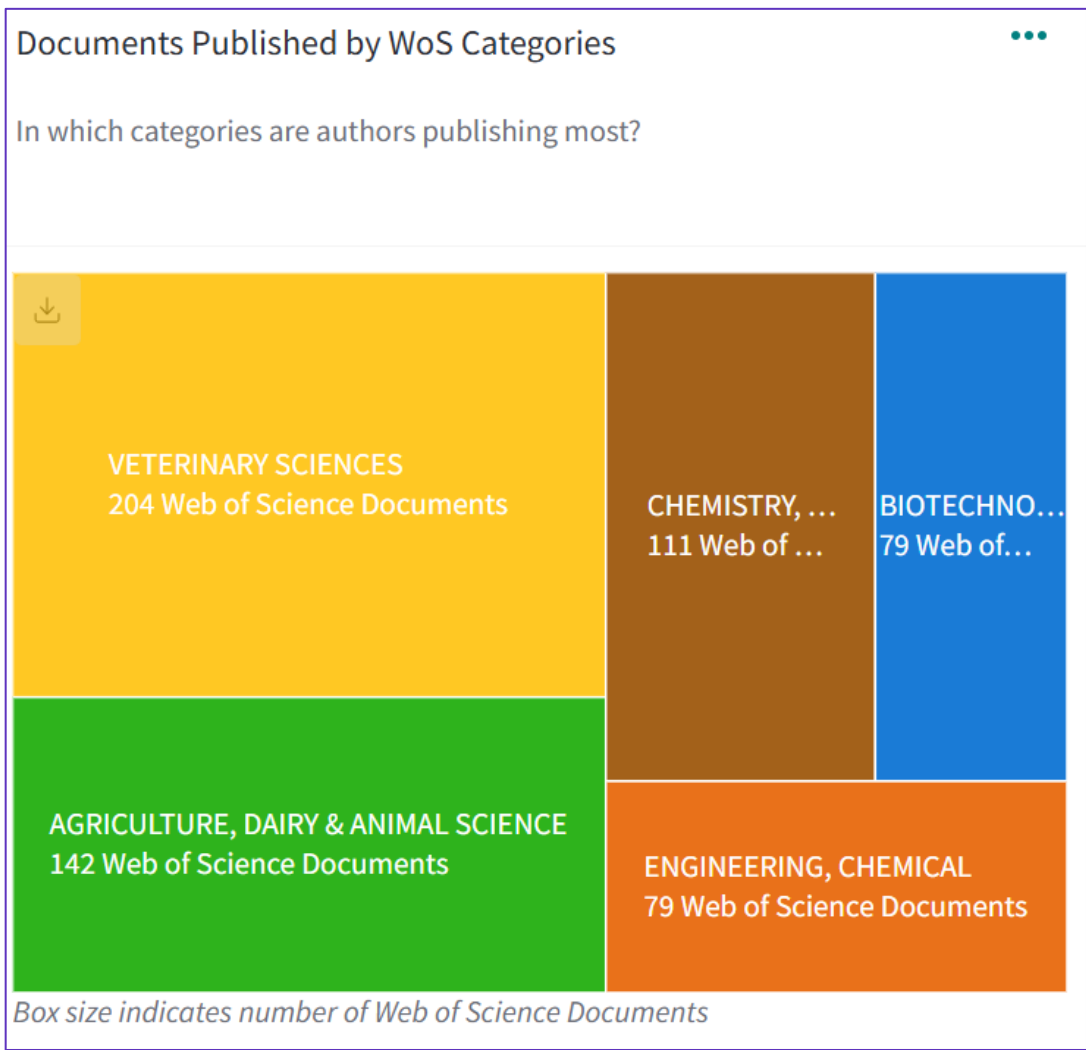 Documents Published by WoS Categories
In which categories are authors publishing most?
VETERINARY SCIENCES
204 Web of Science Documents
CHEMISTRY, ...
111 Web of ...
BIOTECHNO...
79 Web of...
AGRICULTURE, DAIRY & ANIMAL SCIENCE
142 Web of Science Documents
ENGINEERING, CHEMICAL
79 Web of Science Documents
Box size indicates number of Web of Science Documents